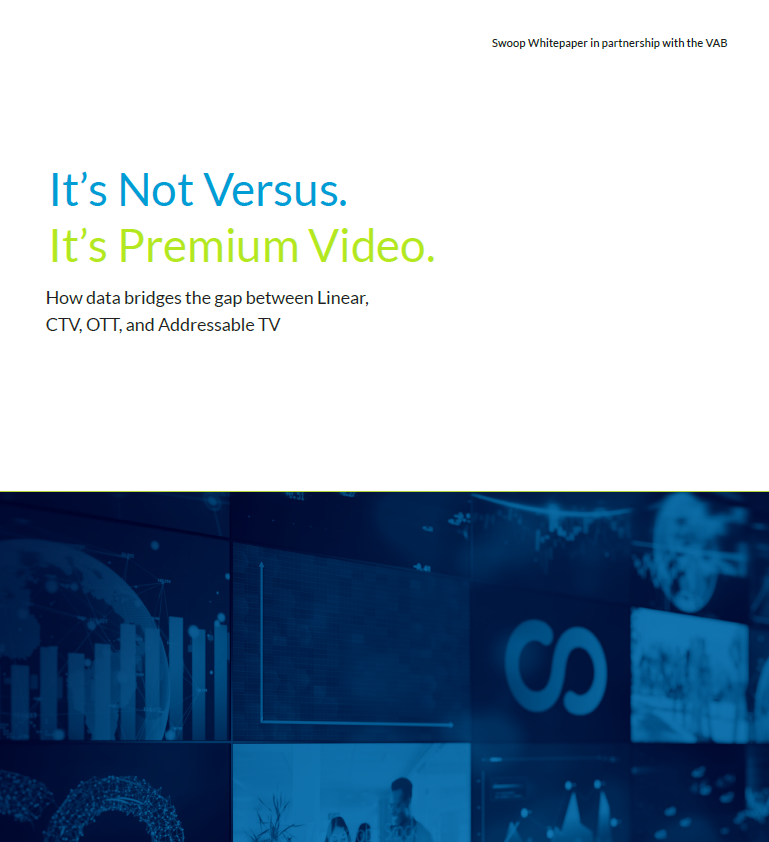 Swoop Whitepaper in partnership with the VAB
It's Not Versus.
It's Premium Video.
How data bridges the gap between Linear,
CTV, OTT, and Addressable TV